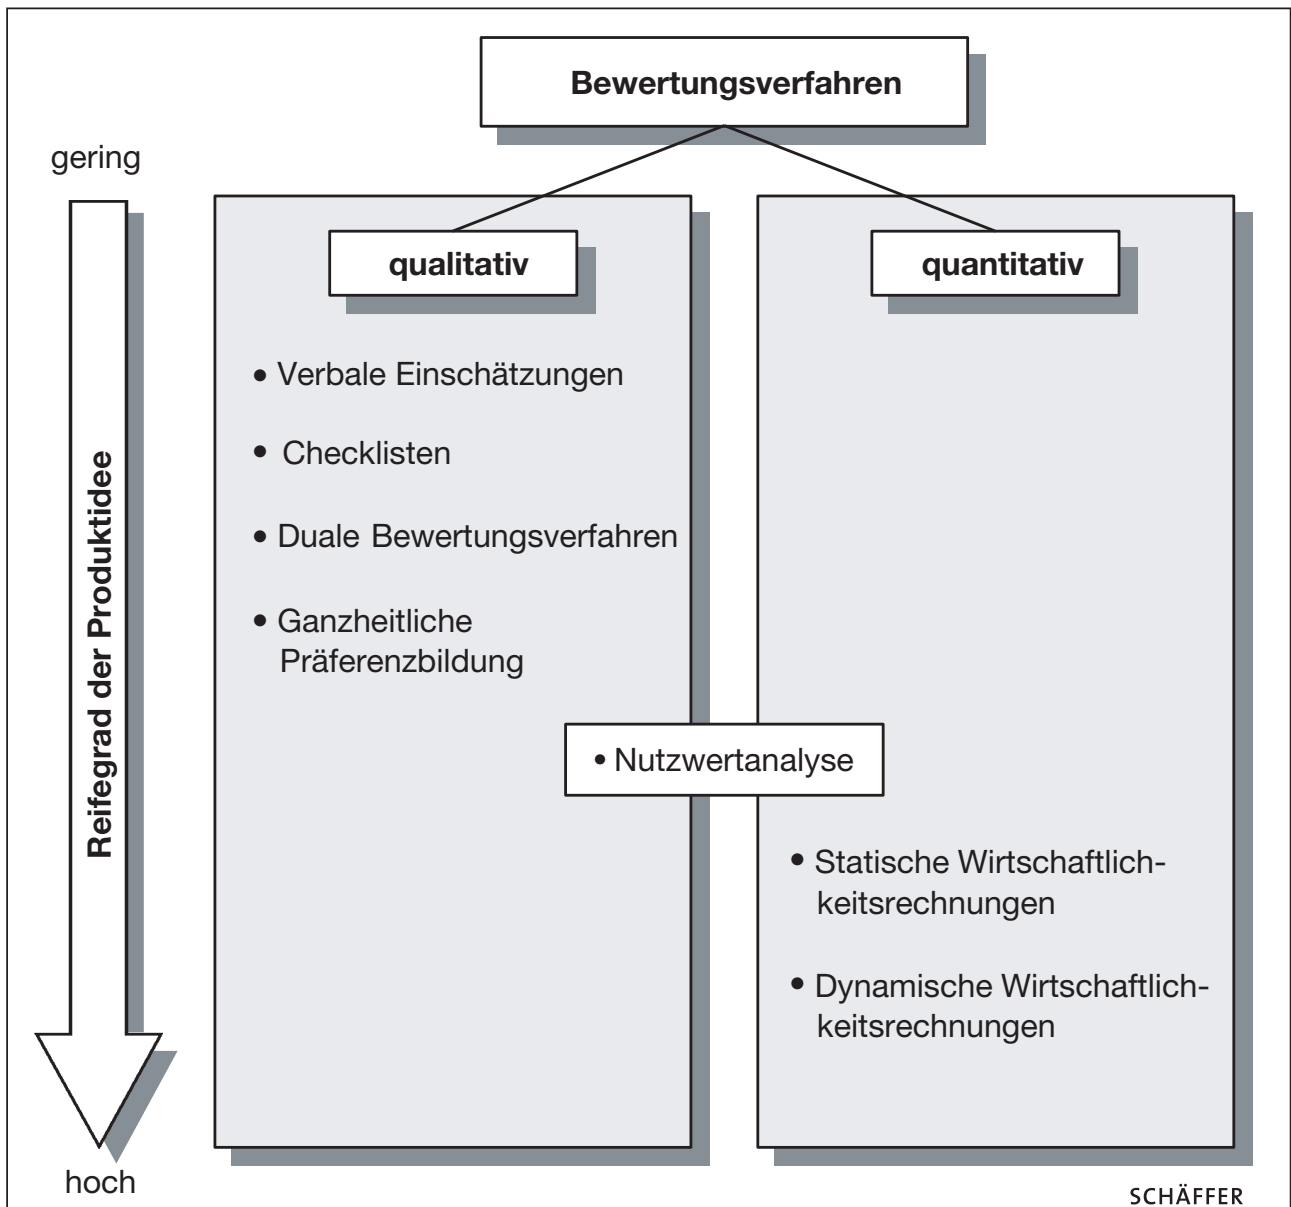 Bewertungsverfahren
gering
qualitativ
quantitativ
• Verbale Einschätzungen
• Checklisten
• Duale Bewertungsverfahren
• Ganzheitliche
Präferenzbildung
Reifegrad der Produktidee
• Nutzwertanalyse
• Statische Wirtschaftlich-
keitsrechnungen
• Dynamische Wirtschaftlich-
keitsrechnungen
hoch
SCHÄFFER